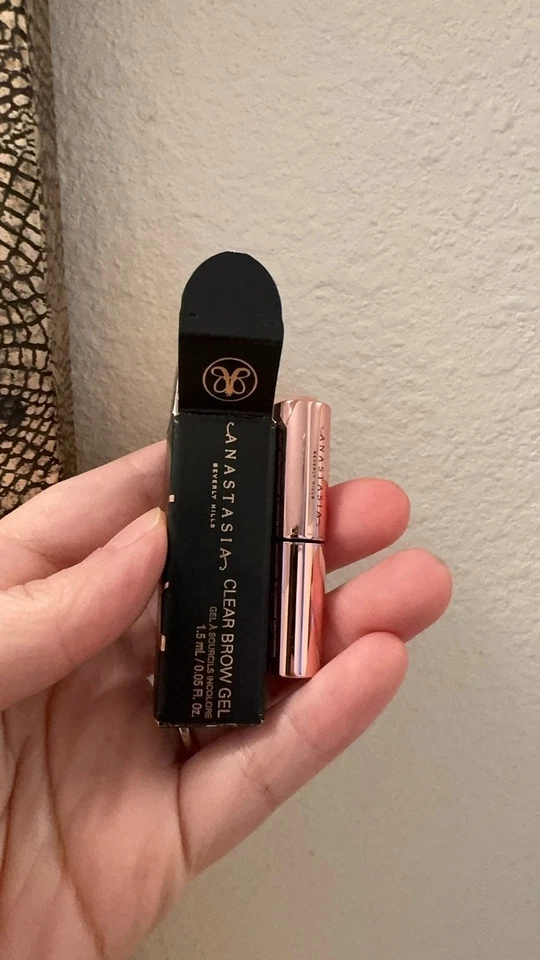 ANASTASIA
BEVERLY HILLS
CLEAR BROW GEL
GEL À SOURCILS INCOLORE
1.5 mL / 0.05 Fl. Oz.
ANASTASIA
BEVERLY HILLS